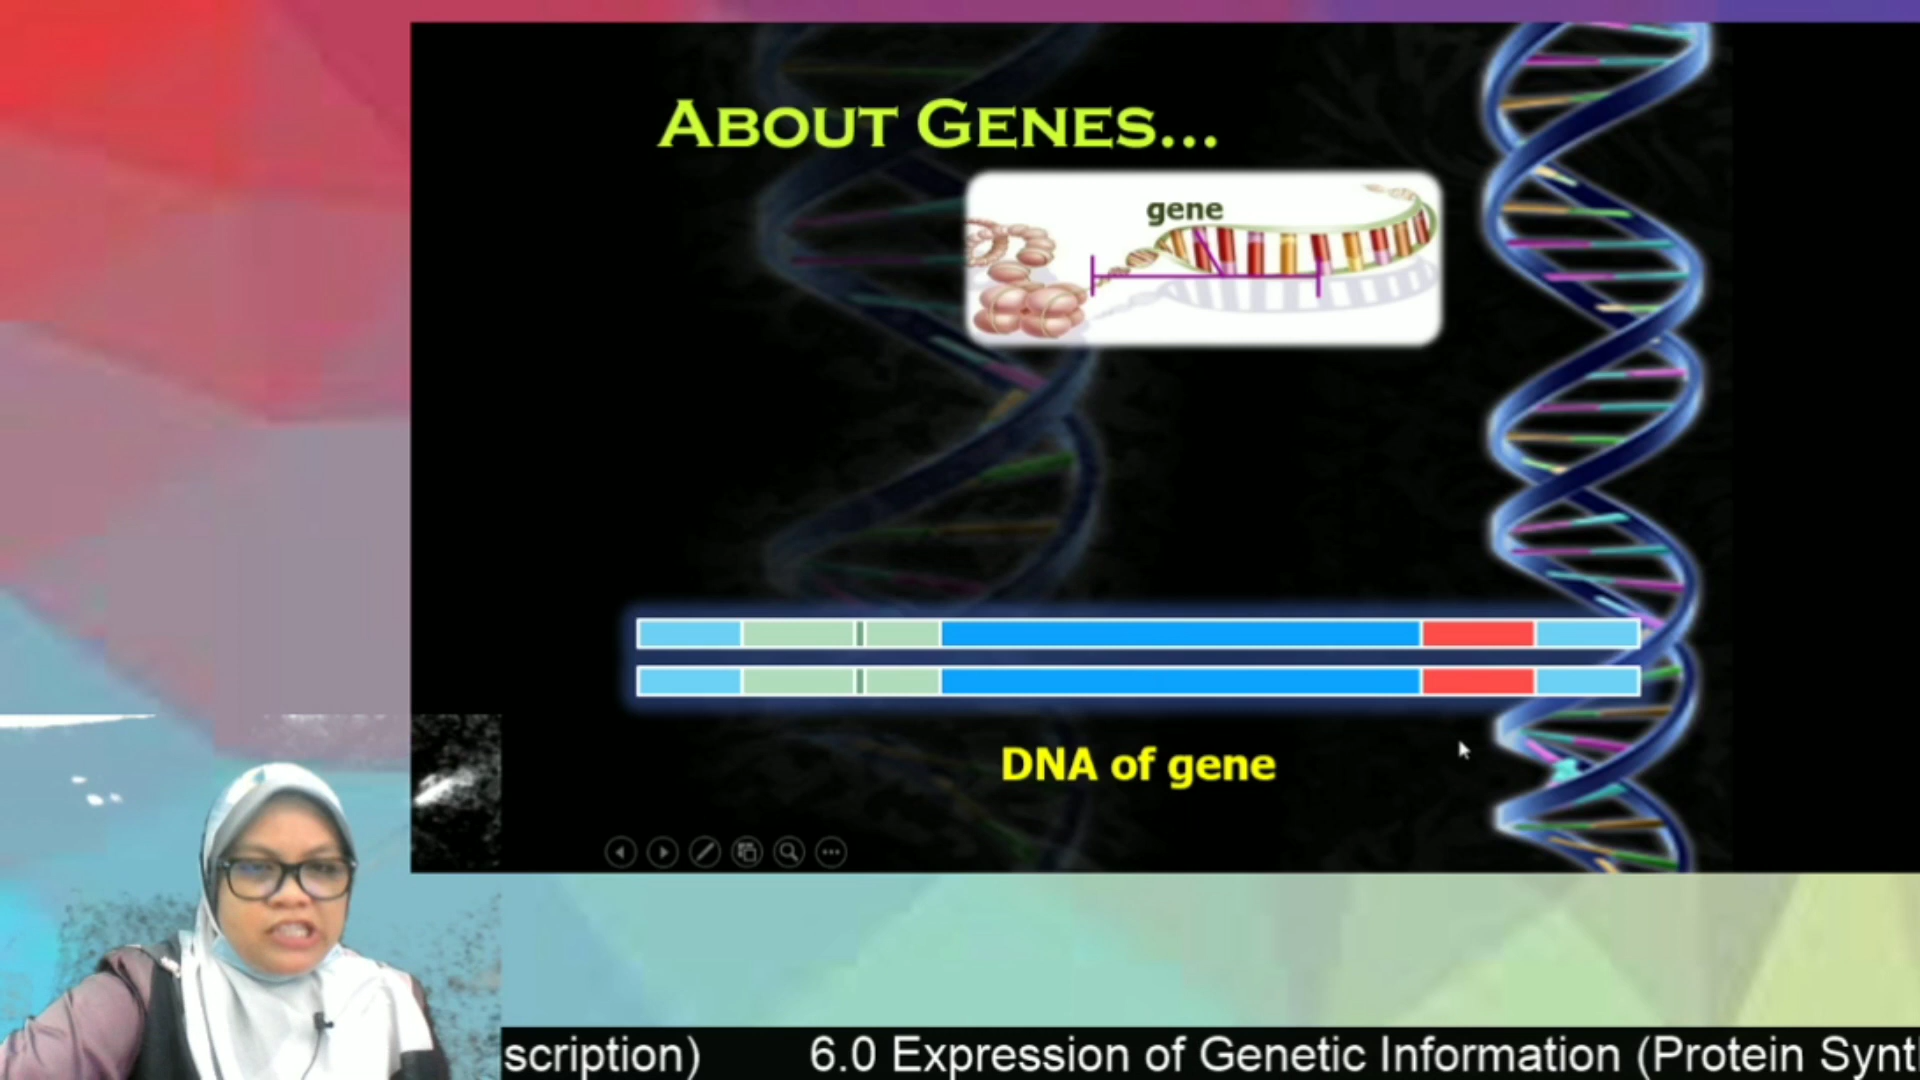 ABOUT GENES...
gene
DNA of gene
scription) 6.0 Expression of Genetic Information (Protein Synt